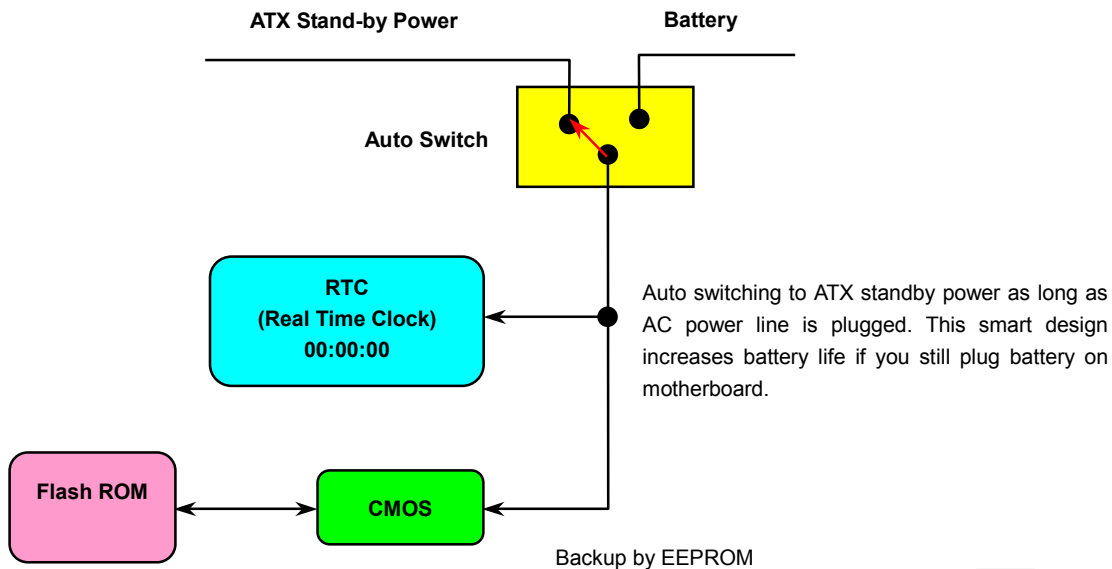 ATX Stand-by Power
Battery
Auto Switch
RTC
(Real Time Clock)
00:00:00
Auto switching to ATX standby power as long as
AC power line is plugged. This smart design
increases battery life if you still plug battery on
motherboard.
Flash ROM
CMOS
Backup by EEPROM